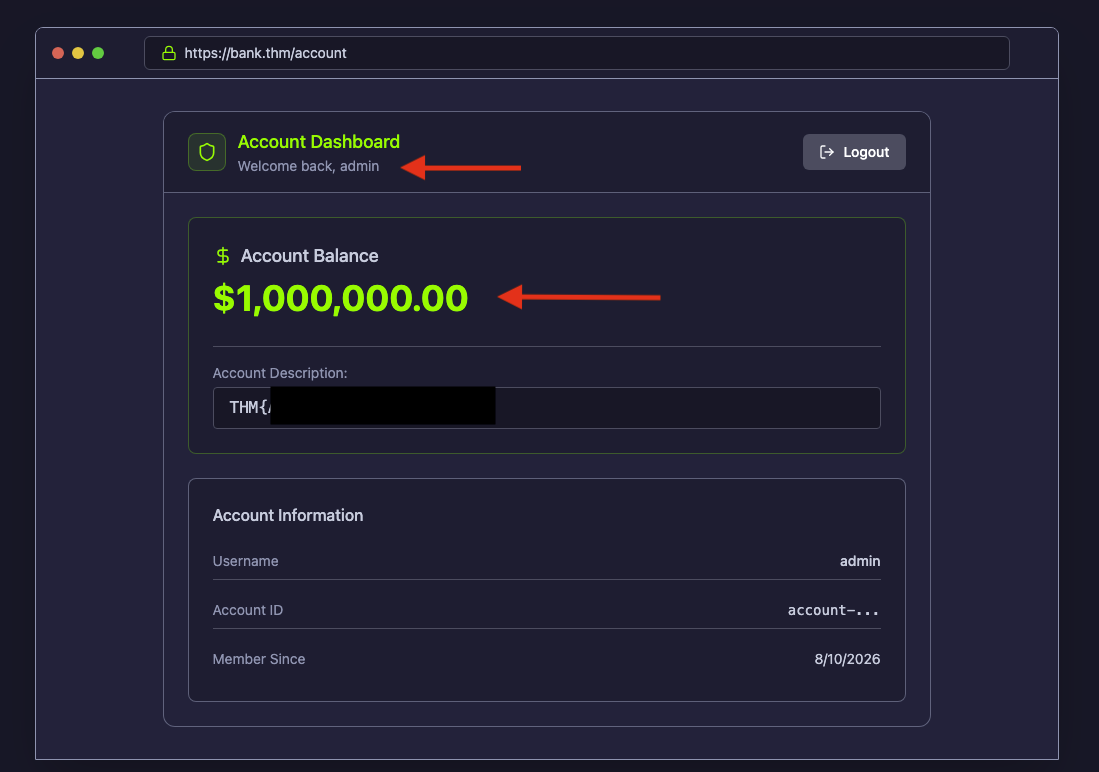 https://bank.thm/account
Account Dashboard
Welcome back, admin
Logout
$ Account Balance
$1,000,000.00
Account Description:
THM{
Account Information
Username admin
Account ID account-...
Member Since 8/10/2026